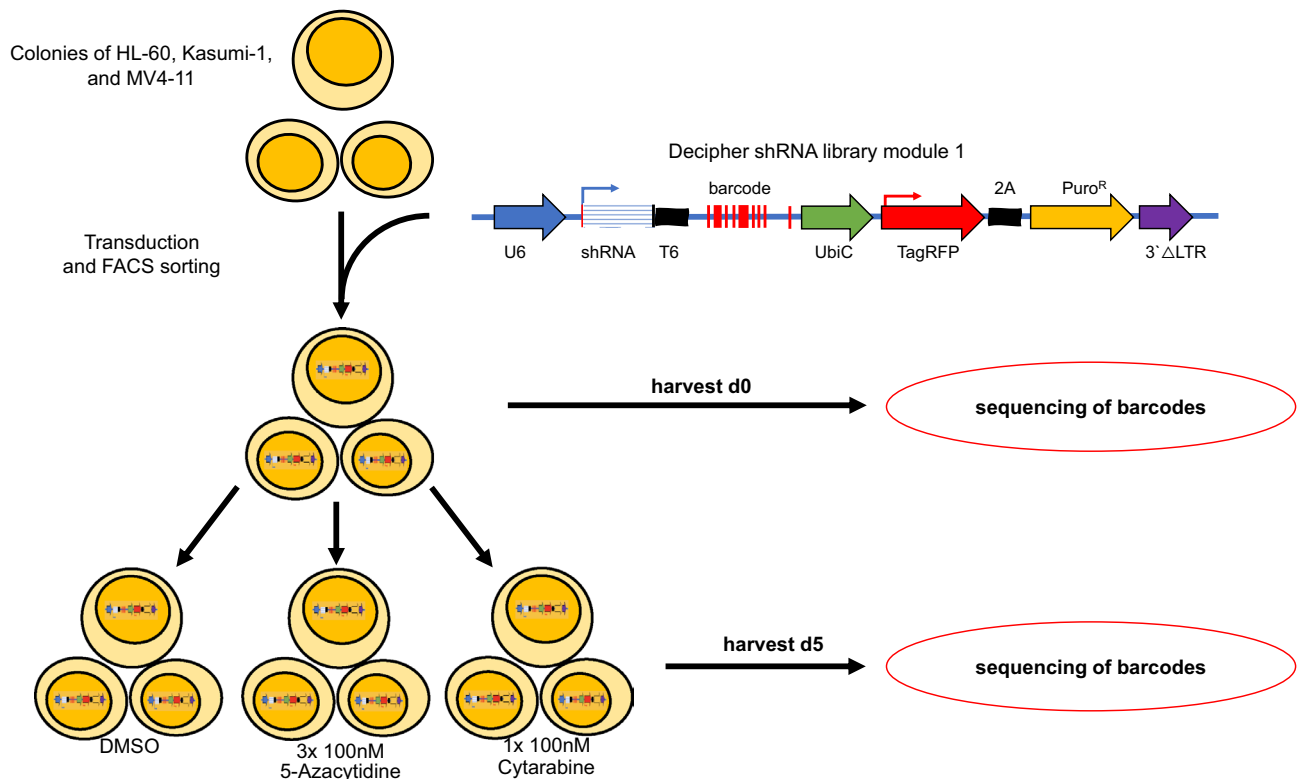 Colonies of HL-60, Kasumi-1,
and MV4-11
Decipher shRNA library module 1
barcode
2A
Puro^R
U6
shRNA
T6
UbiC
TagRFP
3`△LTR
Transduction
and FACS sorting
harvest d0
sequencing of barcodes
harvest d5
sequencing of barcodes
DMSO
3x 100nM
5-Azacytidine
1x 100nM
Cytarabine